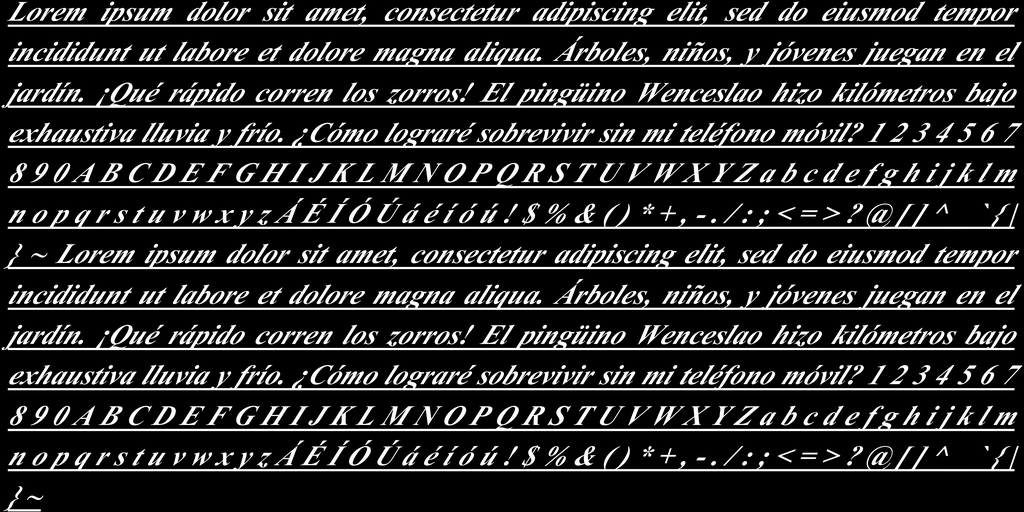 Lorem ipsum dolor sit amet, consectetur adipiscing elit, sed do eiusmod tempor
incididunt ut labore et dolore magna aliqua. Árboles, niños, y jóvenes juegan en el
jardín. ¡Qué rápido corren los zorros! El pingüino Wenceslao hizo kilómetros bajo
exhaustiva lluvia y frío. ¿Cómo lograré sobrevivir sin mi teléfono móvil? 1 2 3 4 5 6 7
8 9 0 A B C D E F G H I J K L M N O P Q R S T U V W X Y Z a b c d e f g h i j k l m
n o p q r s t u v w x y z Á É Í Ó Ú á é í ó ú ! $ % & ( ) * + , - . / : ; < = > ? @ [ ] ^ ` { |
} ~ Lorem ipsum dolor sit amet, consectetur adipiscing elit, sed do eiusmod tempor
incididunt ut labore et dolore magna aliqua. Árboles, niños, y jóvenes juegan en el
jardín. ¡Qué rápido corren los zorros! El pingüino Wenceslao hizo kilómetros bajo
exhaustiva lluvia y frío. ¿Cómo lograré sobrevivir sin mi teléfono móvil? 1 2 3 4 5 6 7
8 9 0 A B C D E F G H I J K L M N O P Q R S T U V W X Y Z a b c d e f g h i j k l m
n o p q r s t u v w x y z Á É Í Ó Ú á é í ó ú ! $ % & ( ) * + , - . / : ; < = > ? @ [ ] ^ ` { |
} ~